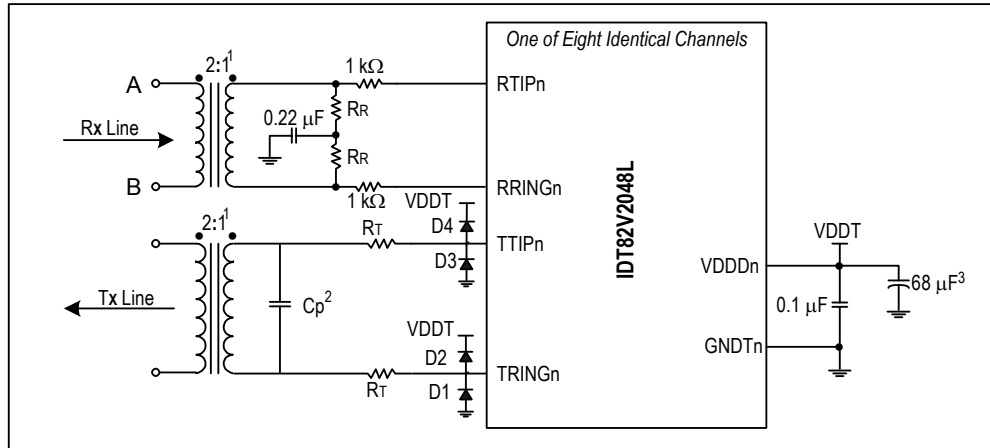 One of Eight Identical Channels
2:1¹
1 kΩ
A
RTIPn
RR
0.22 µF
Rx Line
RR
B
RRINGn
1 kΩ
VDDT
2:1¹
D4
RT
TTIPn
D3
IDT82V2048L
VDDT
VDDDn
Tx Line
Cp²
68 µF³
0.1 µF
VDDT
GNDTn
D2
TRINGn
RT
D1